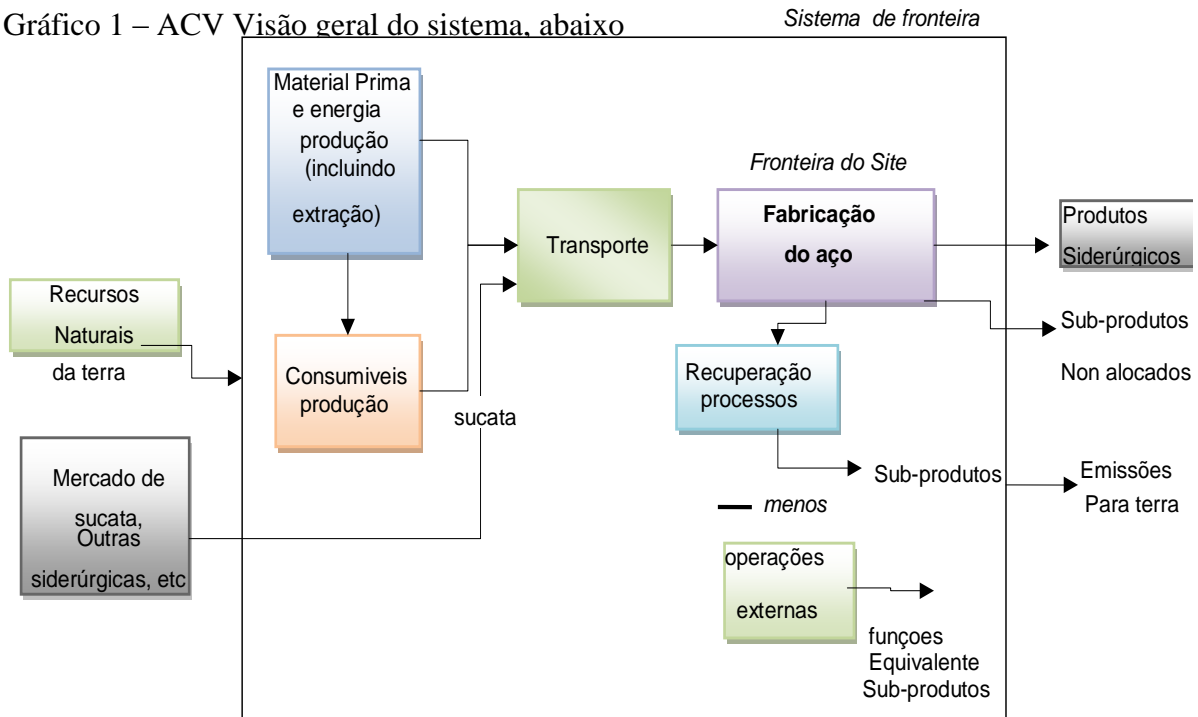 Gráfico 1 – ACV Visão geral do sistema, abaixo
Sistema de fronteira
Material Prima
e energia
produção
(incluindo
extração)
Fronteira do Site
Fabricação
do aço
Transporte
Produtos
Siderúrgicos
Recursos
Naturais
da terra
Consumiveis
produção
sucata
Recuperação
processos
Sub-produtos
Non alocados
Mercado de
sucata,
Outras
siderúrgicas, etc
Sub-produtos
Emissões
Para terra
menos
operações
externas
funçoes
Equivalente
Sub-produtos